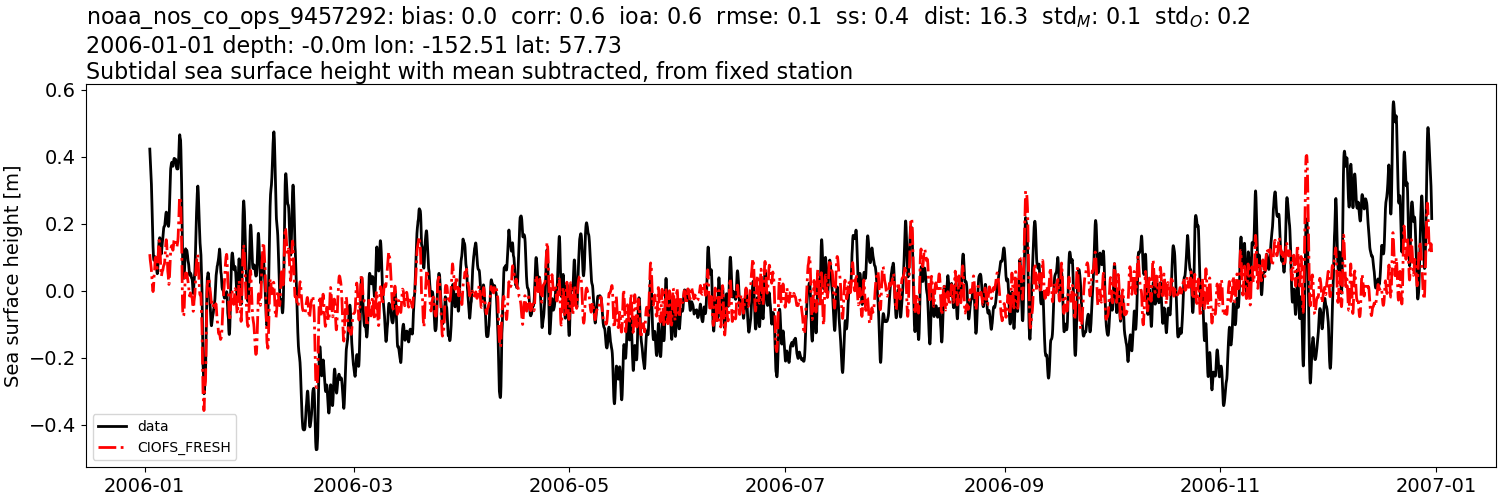 noaa_nos_co_ops_9457292: bias: 0.0  corr: 0.6  ioa: 0.6  rmse: 0.1  ss: 0.4  dist: 16.3  std_M: 0.1  std_O: 0.2
2006-01-01 depth: -0.0m lon: -152.51 lat: 57.73
Subtidal sea surface height with mean subtracted, from fixed station
Sea surface height [m]
0.6
0.4
0.2
0.0
−0.2
−0.4
data
CIOFS_FRESH
2006-01 2006-03 2006-05 2006-07 2006-09 2006-11 2007-01